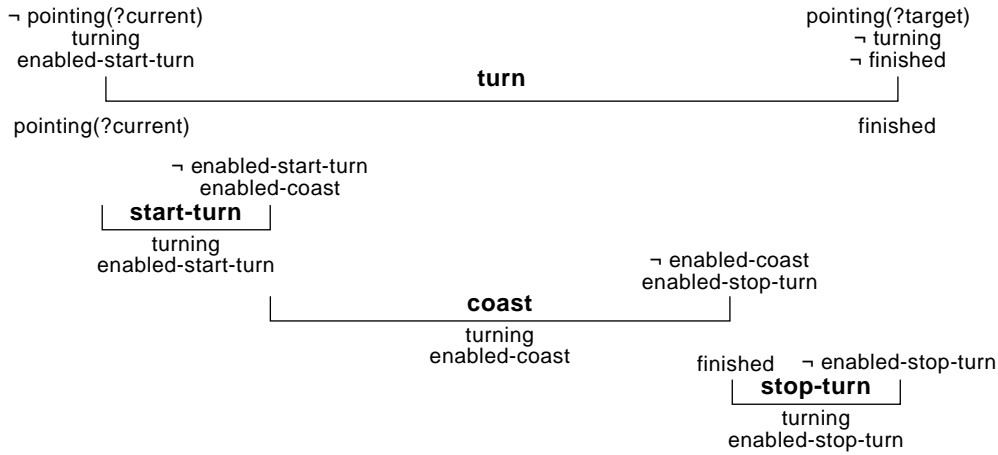 ¬ pointing(?current)
turning
enabled-start-turn
pointing(?target)
¬ turning
¬ finished
turn
pointing(?current)
finished
¬ enabled-start-turn
enabled-coast
start-turn
turning
enabled-start-turn
¬ enabled-coast
enabled-stop-turn
coast
turning
enabled-coast
finished
¬ enabled-stop-turn
stop-turn
turning
enabled-stop-turn